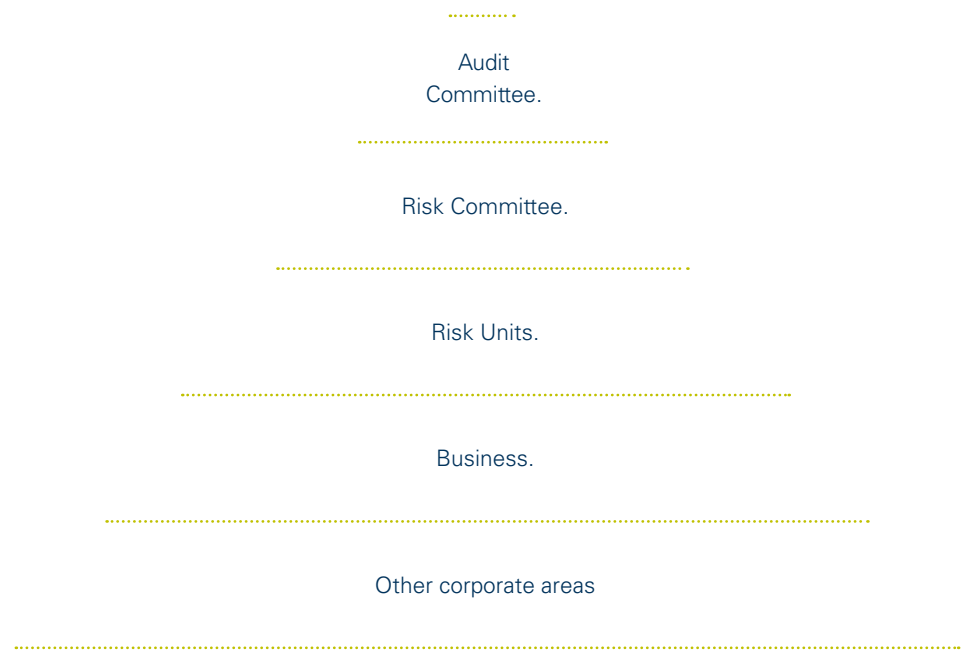 Audit
Committee.
Risk Committee.
Risk Units.
Business.
Other corporate areas